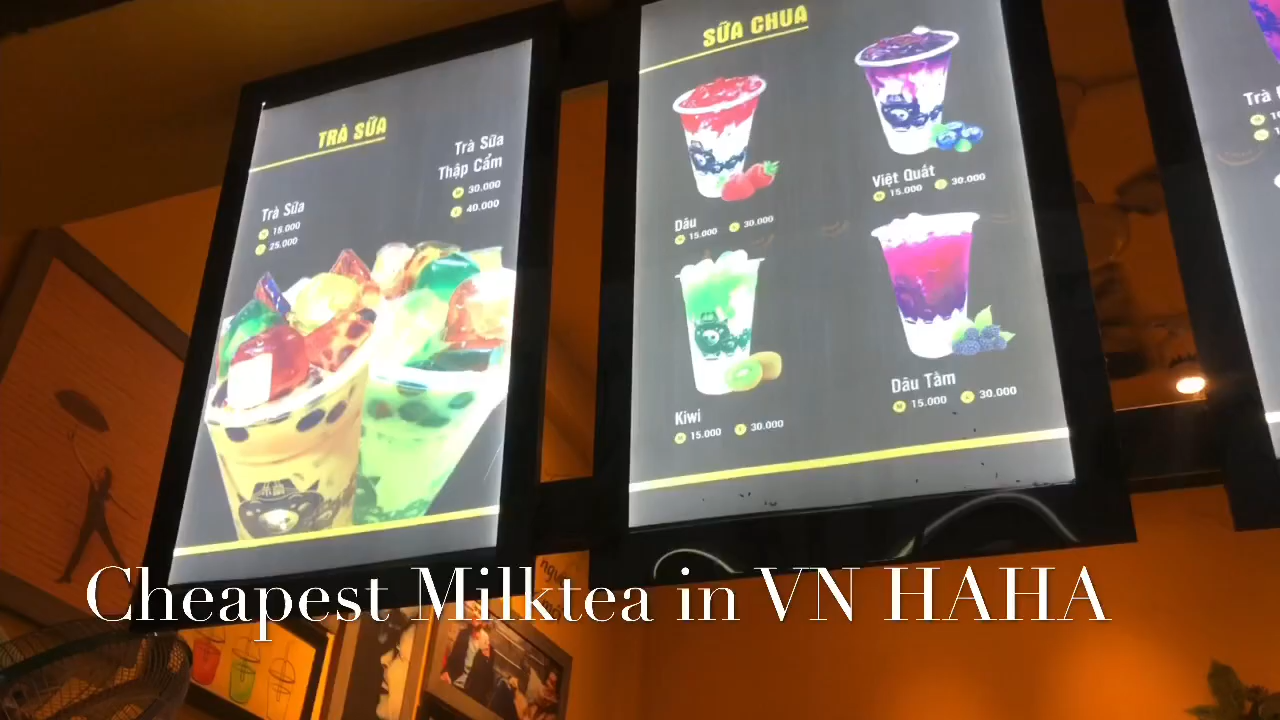 TRÀ SỮA
Trà Sữa
Thập Cẩm
M 30.000
L 40.000
Trà Sữa
M 18.000
L 25.000
SỮA CHUA
Dâu
M 15.000 L 30.000
Việt Quất
M 15.000 L 30.000
Kiwi
M 15.000 L 30.000
Dâu Tằm
M 15.000 L 30.000
Trà
Cheapest Milktea in VN HAHA